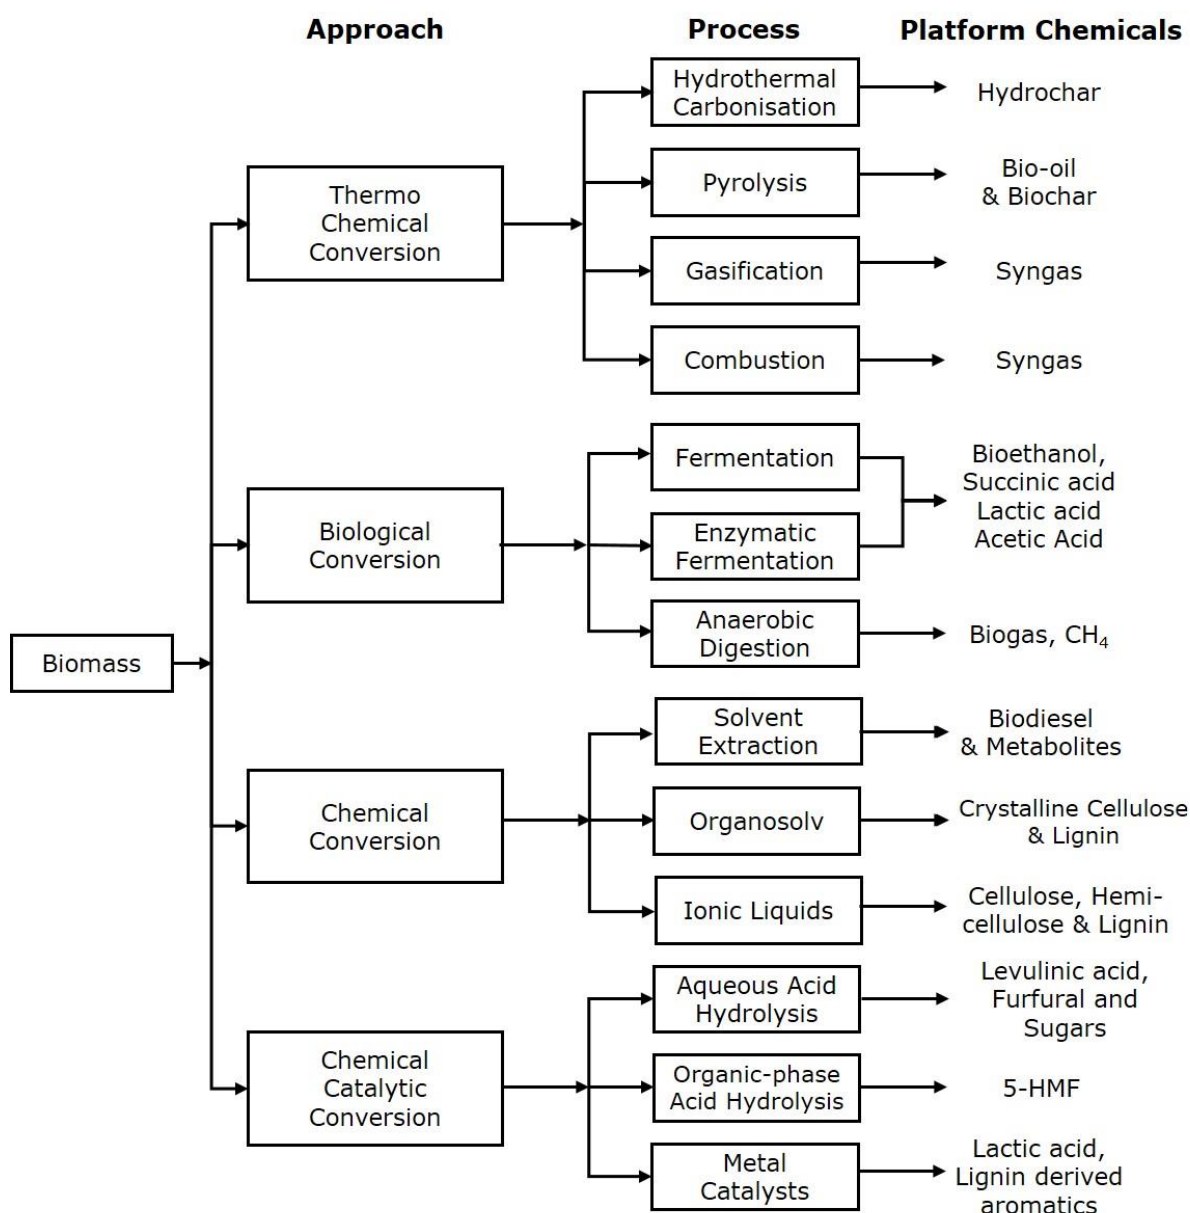 Approach
Process
Platform Chemicals
Hydrothermal
Carbonisation
Hydrochar
Thermo
Chemical
Conversion
Pyrolysis
Bio-oil
& Biochar
Gasification
Syngas
Combustion
Syngas
Biological
Conversion
Fermentation
Enzymatic
Fermentation
Bioethanol,
Succinic acid
Lactic acid
Acetic Acid
Anaerobic
Digestion
Biogas, CH₄
Biomass
Chemical
Conversion
Solvent
Extraction
Biodiesel
& Metabolites
Organosolv
Crystalline Cellulose
& Lignin
Ionic Liquids
Cellulose, Hemi-
cellulose & Lignin
Chemical
Catalytic
Conversion
Aqueous Acid
Hydrolysis
Levulinic acid,
Furfural and
Sugars
Organic-phase
Acid Hydrolysis
5-HMF
Metal
Catalysts
Lactic acid,
Lignin derived
aromatics